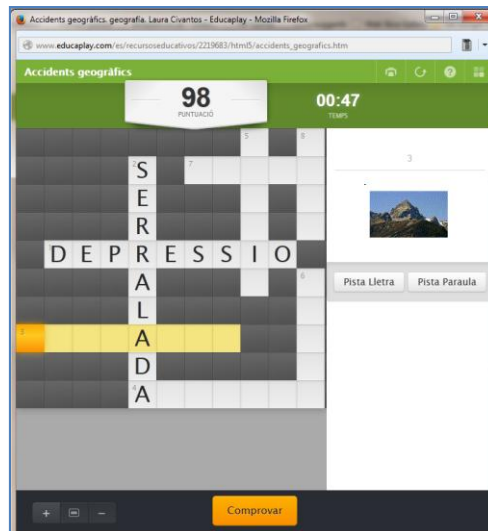 Accidents geogràfics. geografía. Laura Civantos - Educaplay - Mozilla Firefox
www.educaplay.com/es/recursoseducativos/2219683/html5/accidents_geografics.htm
Accidents geogràfics
98
PUNTUACIÓ
00:47
TEMPS
5 8
2 S 7
E
R
D E P R E S S I O
A 6
L
3 A
D
4 A
3
Pista Lletra Pista Paraula
Comprovar